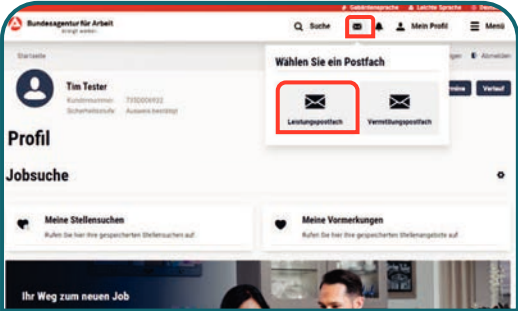 Gebärdensprache Leichte Sprache
Bundesagentur für Arbeit
bringt weiter.
Suche
Mein Profil
Menü
Startseite
Wählen Sie ein Postfach
Abmelden
Leistungspostfach
Vermittlungspostfach
Verlauf
Tim Tester
Kundennummer:
Sicherheitsstufe: Ausweis bestätigt
Profil
Jobsuche
Meine Stellensuchen
Rufen Sie hier Ihre gespeicherten Stellensuchen auf
Meine Vormerkungen
Rufen Sie hier Ihre gespeicherten Stellenangebote auf
Ihr Weg zum neuen Job